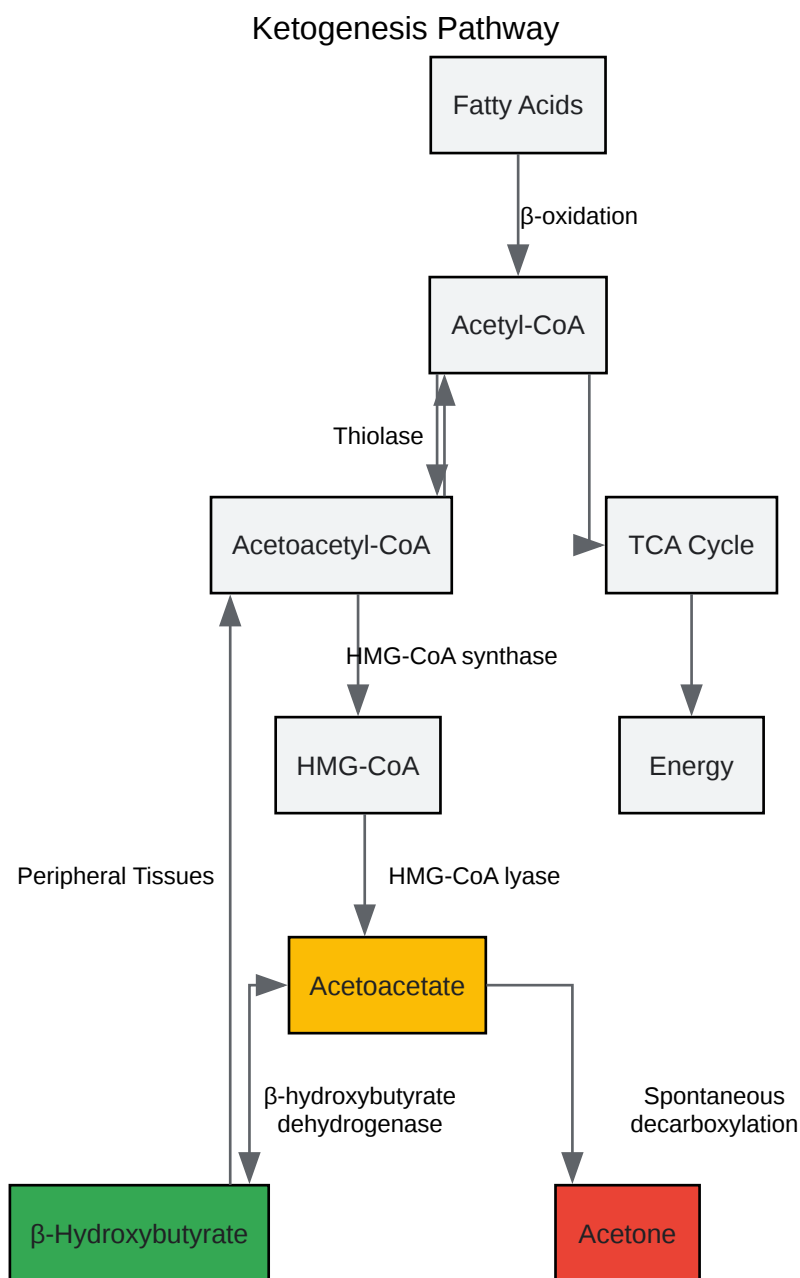 Ketogenesis Pathway
Fatty Acids
β-oxidation
Acetyl-CoA
Thiolase
Acetoacetyl-CoA
TCA Cycle
HMG-CoA synthase
HMG-CoA
Energy
Peripheral Tissues
HMG-CoA lyase
Acetoacetate
β-hydroxybutyrate
dehydrogenase
Spontaneous
decarboxylation
β-Hydroxybutyrate
Acetone